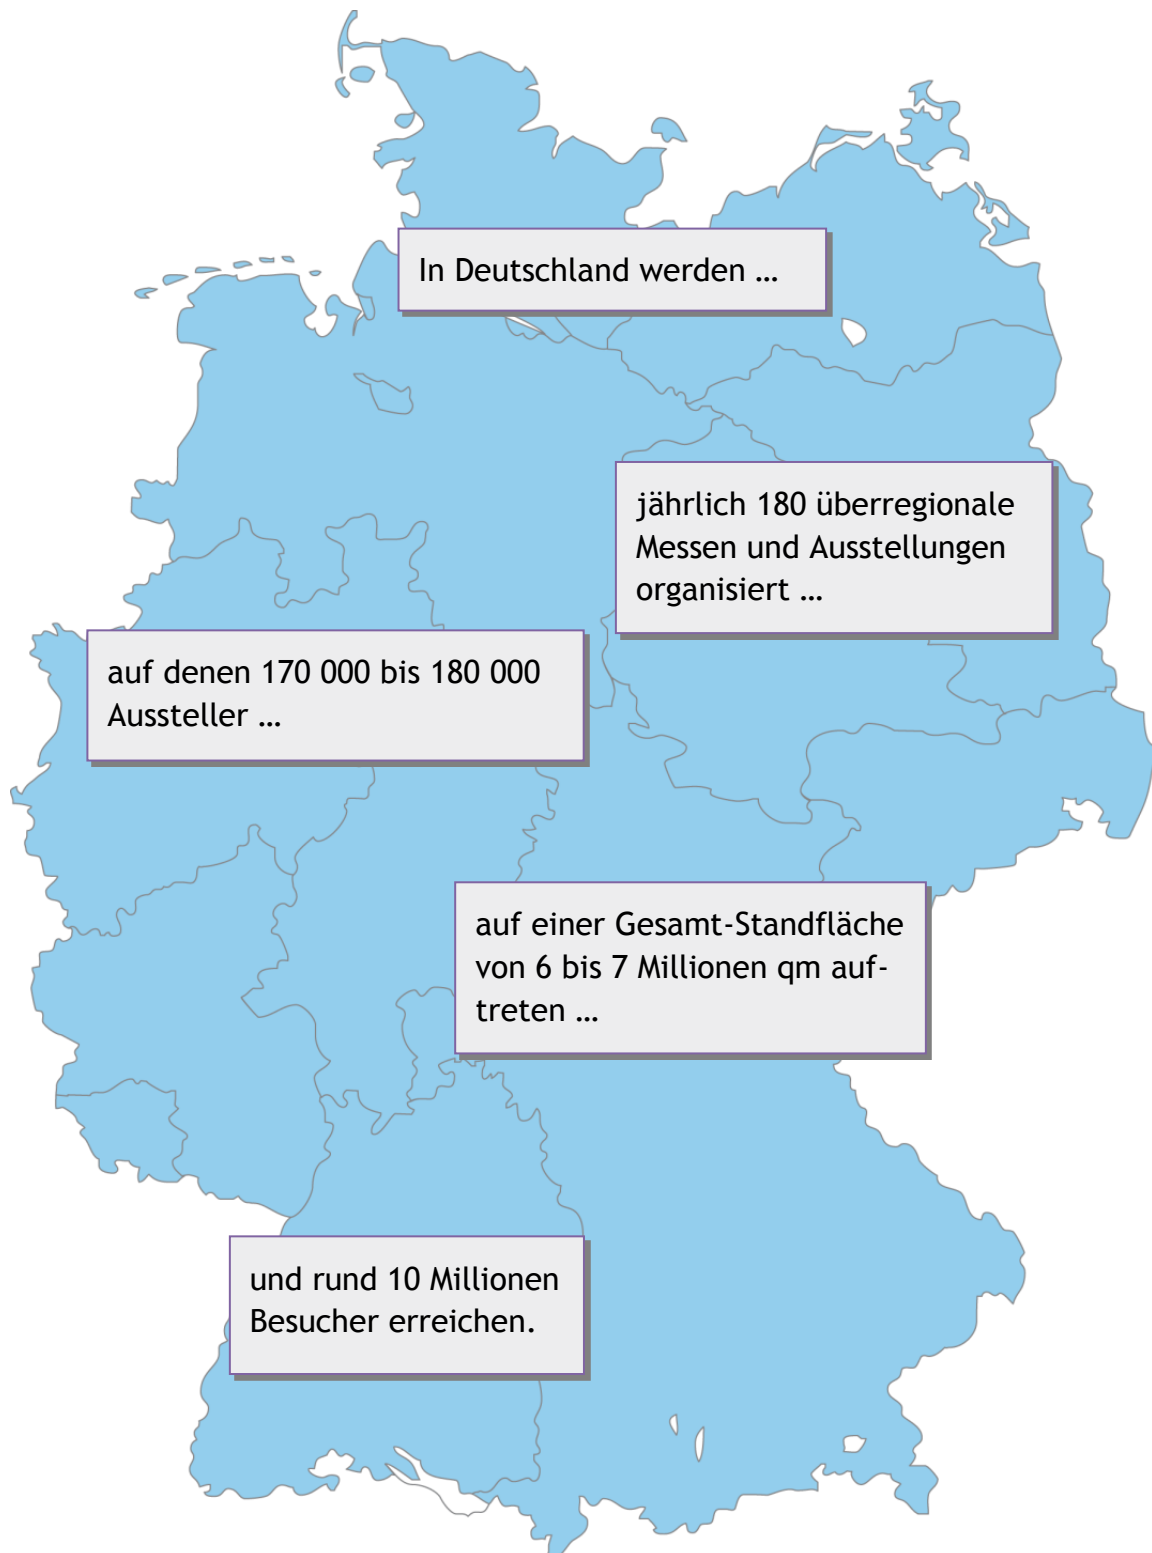 In Deutschland werden …
jährlich 180 überregionale
Messen und Ausstellungen
organisiert …
auf denen 170 000 bis 180 000
Aussteller …
auf einer Gesamt-Standfläche
von 6 bis 7 Millionen qm auf-
treten …
und rund 10 Millionen
Besucher erreichen.